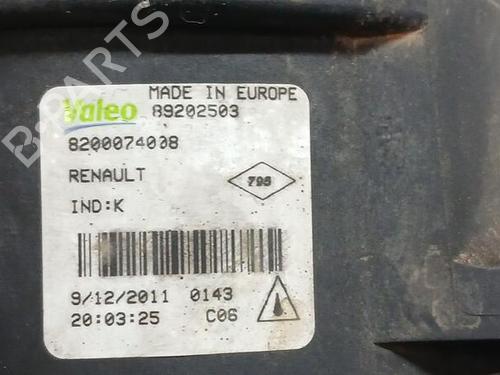 B-PARTS
MADE IN EUROPE
Valeo 89202503
8200074008
RENAULT
795
IND:K
9/12/2011 0143
20:03:25 C06